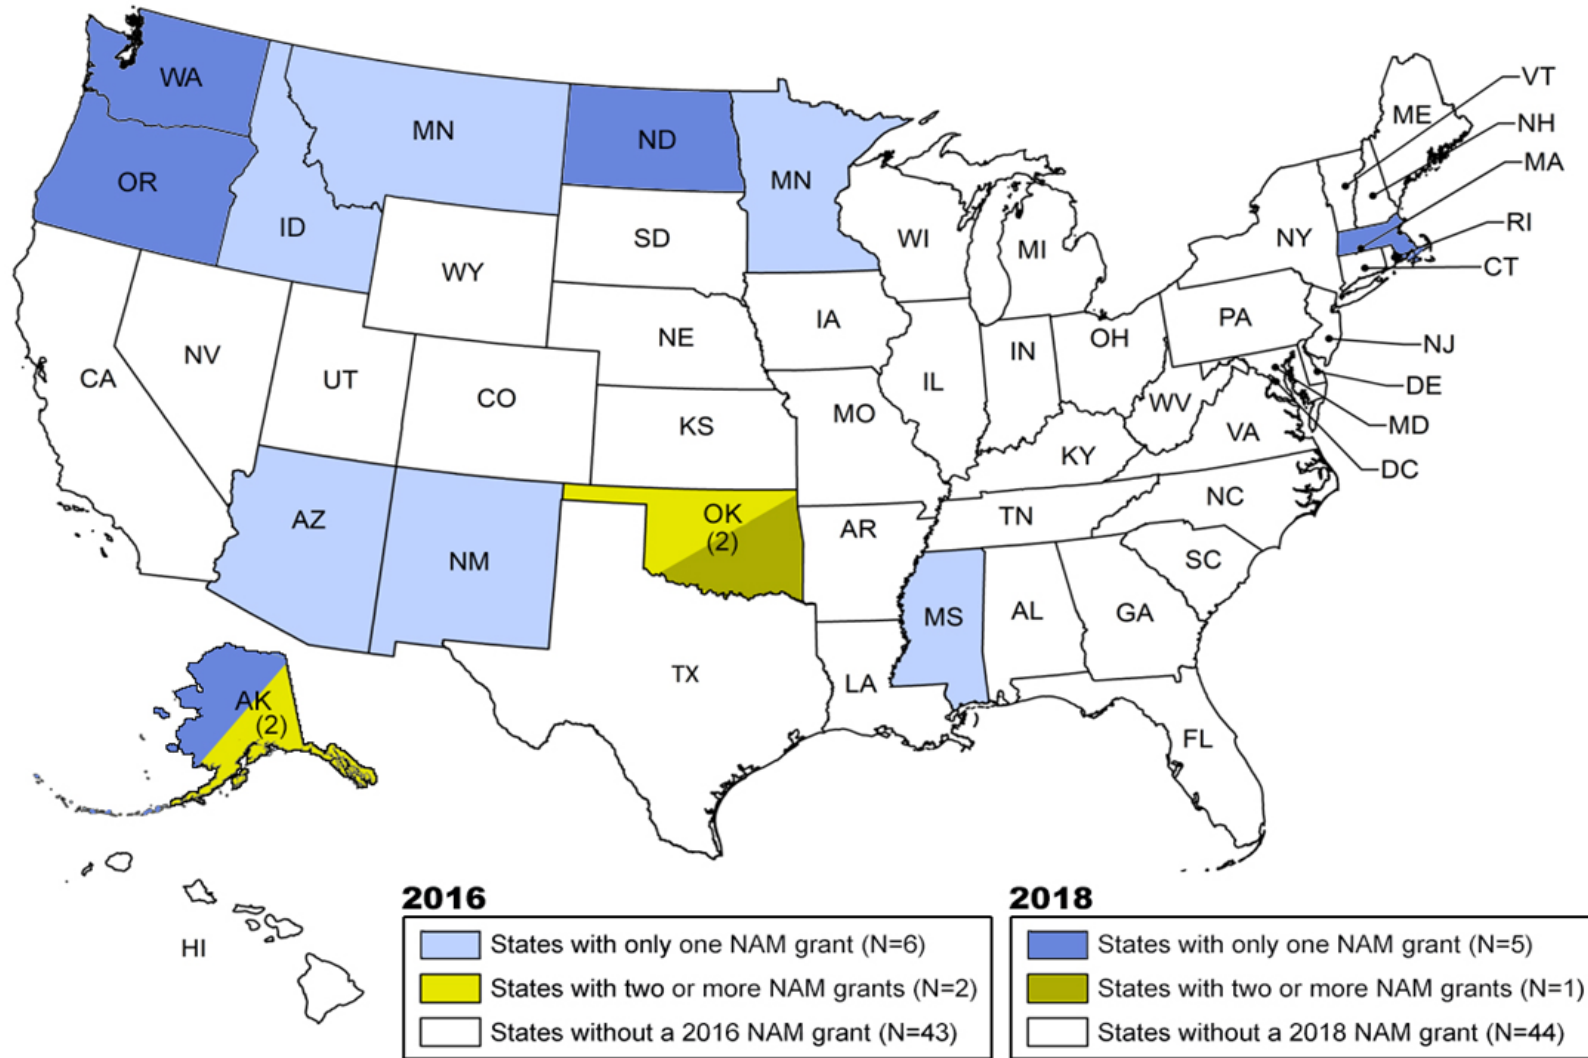 WA
MN
ND
MN
OR
ID
SD
WY
WI
MI
ME
VT
NH
MA
NY
RI
CT
NE
IA
PA
NJ
NV
CA
UT
CO
IL
IN
OH
DE
WV
MD
KS
MO
KY
VA
DC
AZ
NM
OK
(2)
AR
TN
NC
SC
MS
AL
GA
TX
LA
FL
AK
(2)
HI
2016
States with only one NAM grant (N=6)
States with two or more NAM grants (N=2)
States without a 2016 NAM grant (N=43)
2018
States with only one NAM grant (N=5)
States with two or more NAM grants (N=1)
States without a 2018 NAM grant (N=44)